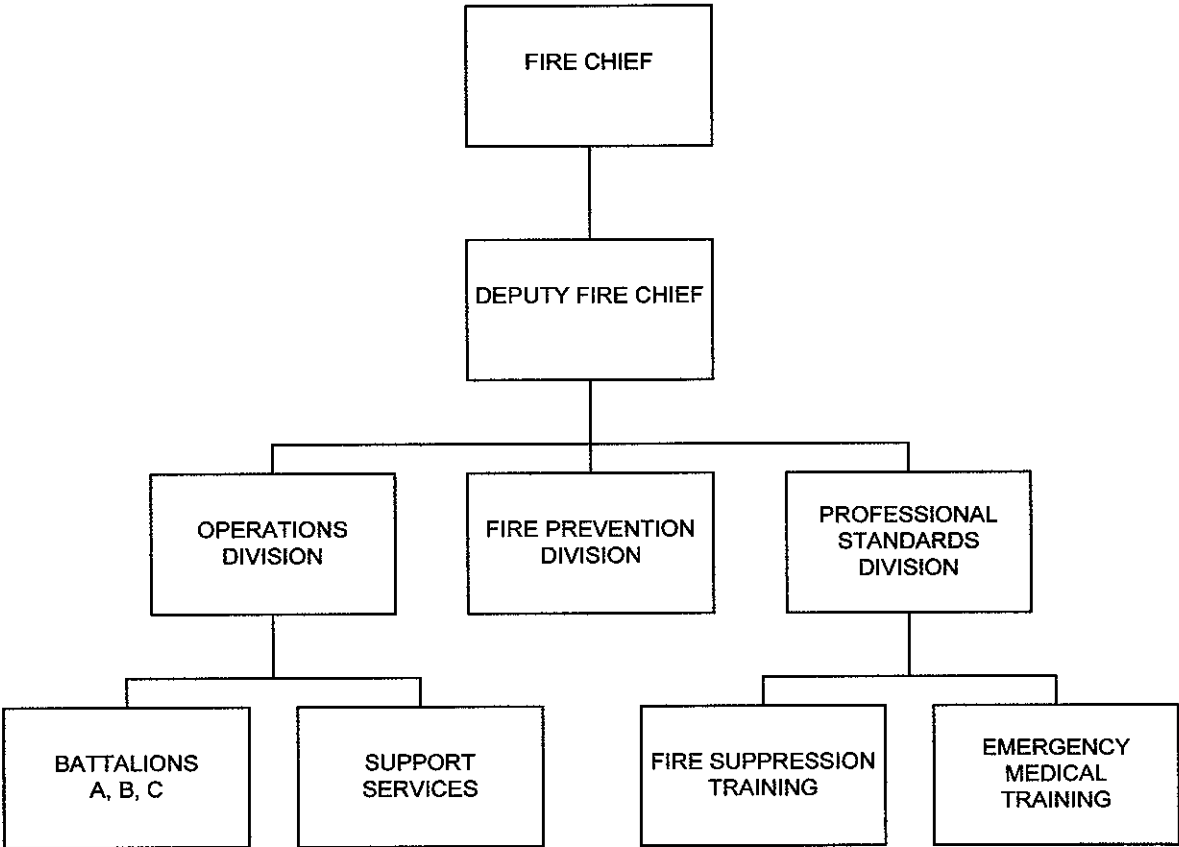 FIRE CHIEF
DEPUTY FIRE CHIEF
OPERATIONS
DIVISION
FIRE PREVENTION
DIVISION
PROFESSIONAL
STANDARDS
DIVISION
BATTALIONS
A, B, C
SUPPORT
SERVICES
FIRE SUPPRESSION
TRAINING
EMERGENCY
MEDICAL
TRAINING